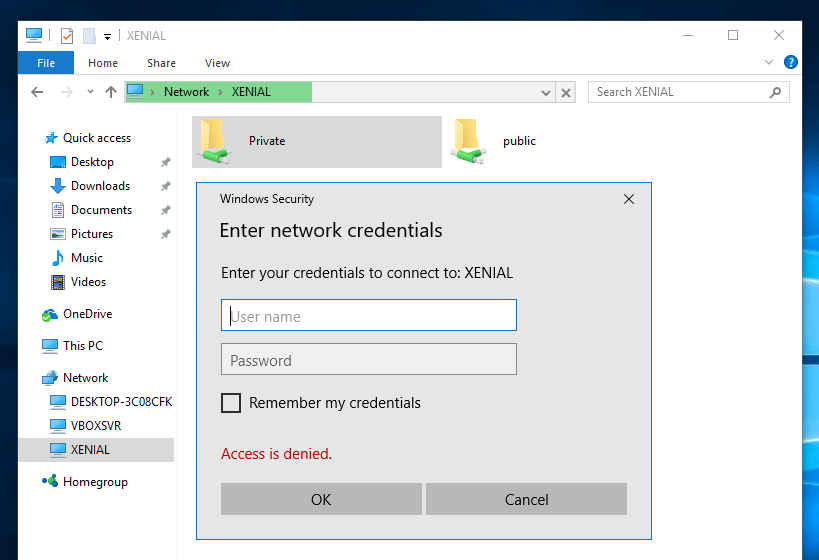 XENIAL
File Home Share View
Network XENIAL
Search XENIAL
Quick access
Desktop
Downloads
Documents
Pictures
Music
Videos
OneDrive
This PC
Network
DESKTOP-3C08CFK
VBOXSVR
XENIAL
Homegroup
Private public
Windows Security
Enter network credentials
Enter your credentials to connect to: XENIAL
User name
Password
Remember my credentials
Access is denied.
OK Cancel